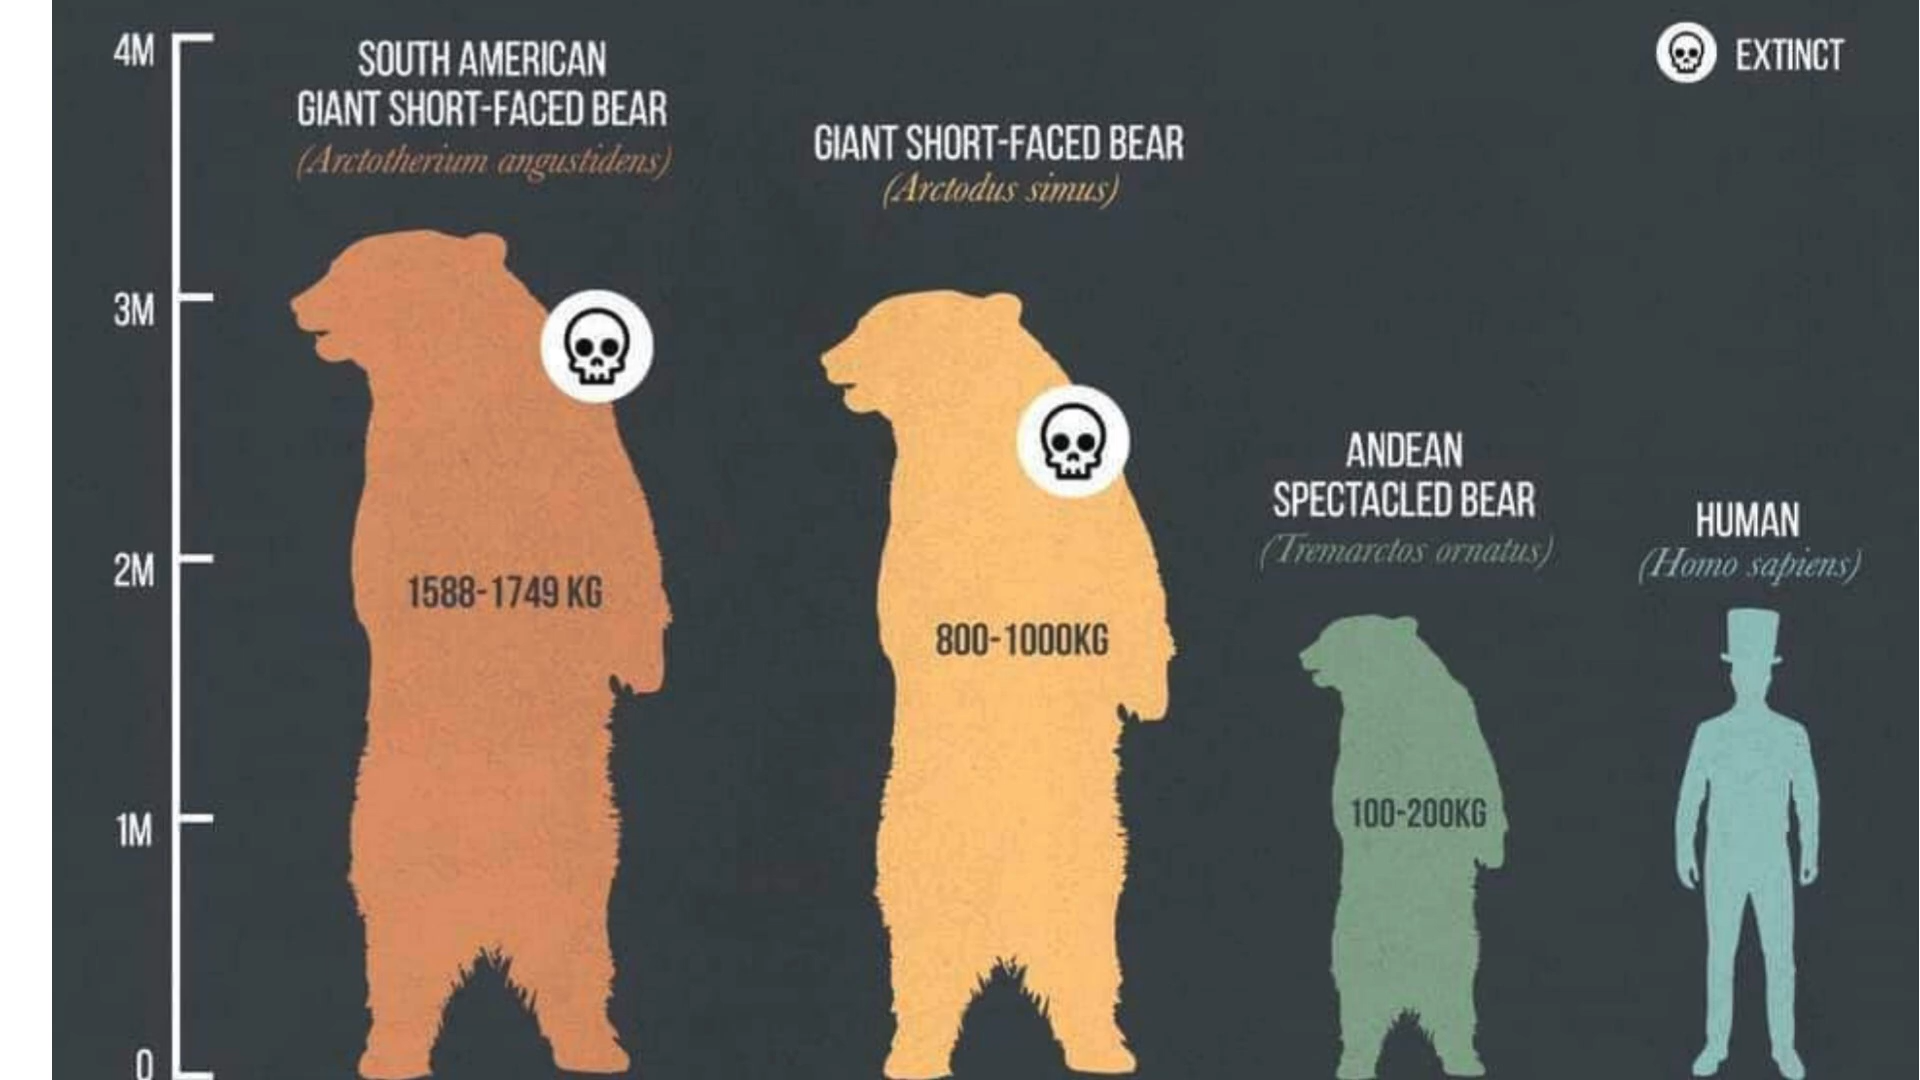 4M
3M
2M
1M
0
SOUTH AMERICAN
GIANT SHORT-FACED BEAR
(Arctotherium angustidens)
1588-1749 KG
GIANT SHORT-FACED BEAR
(Arctodus simus)
800-1000KG
ANDEAN
SPECTACLED BEAR
(Tremarctos ornatus)
100-200KG
HUMAN
(Homo sapiens)
EXTINCT